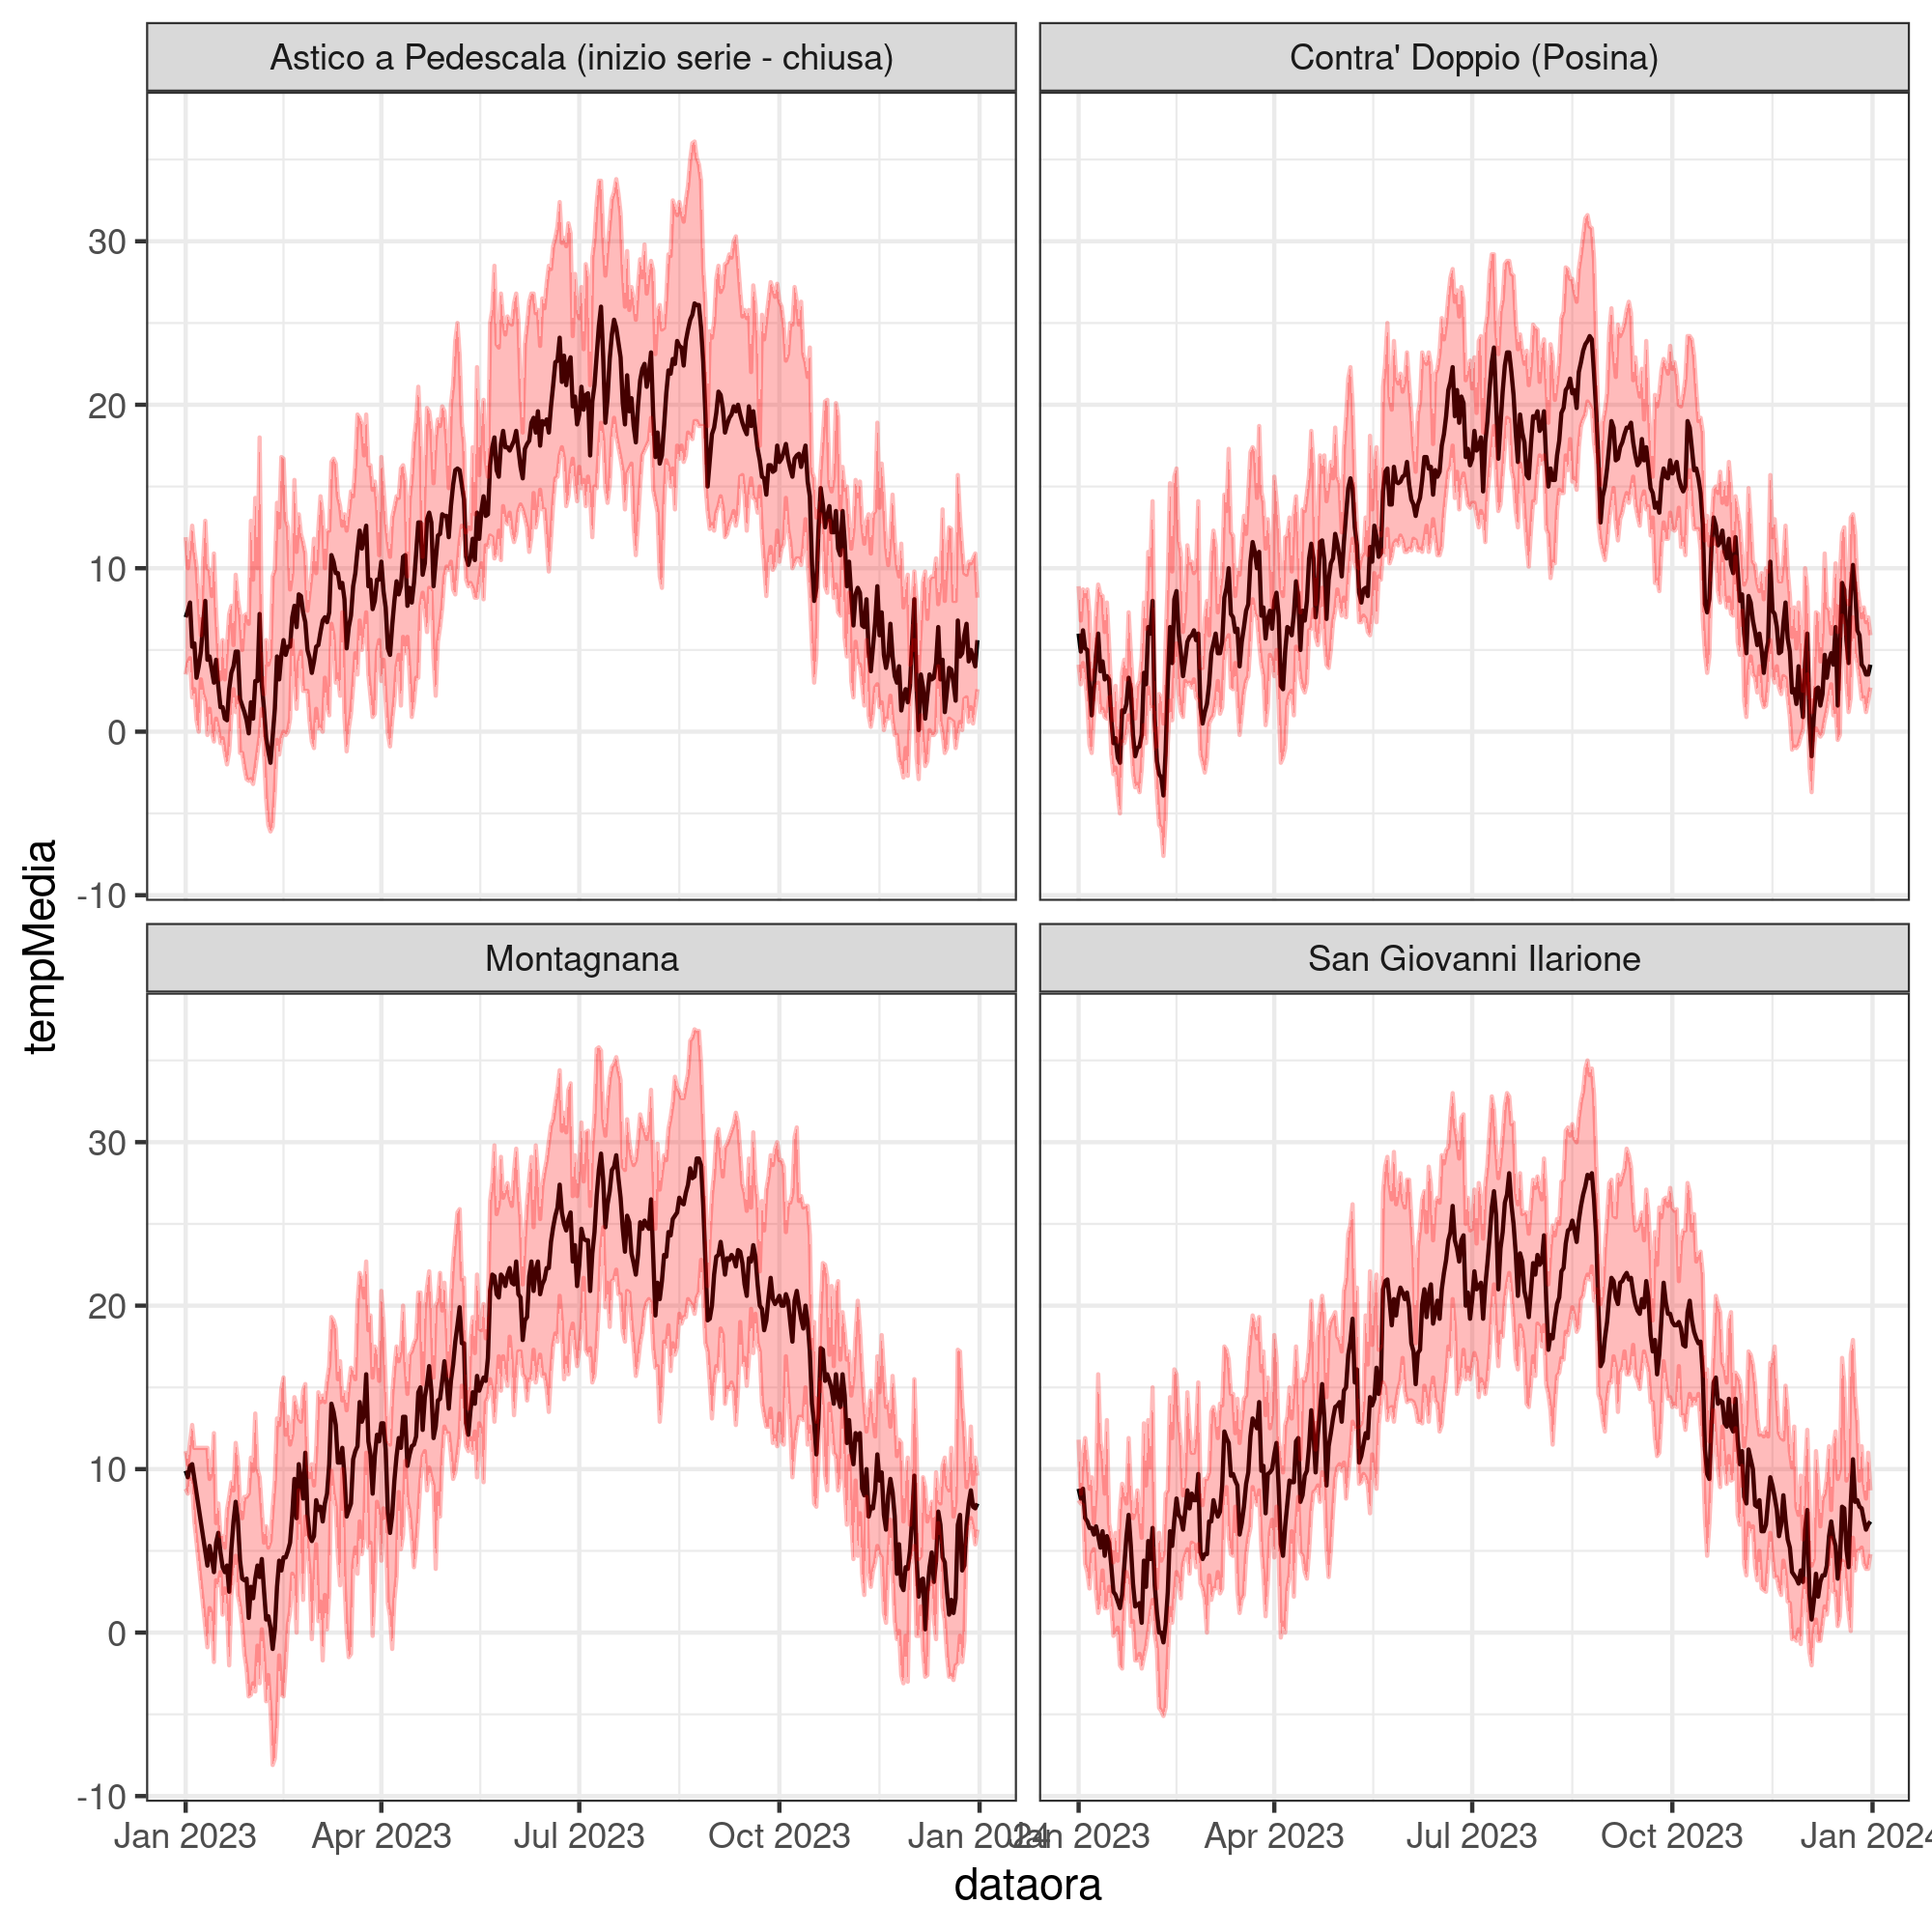 Astico a Pedescala (inizio serie - chiusa)
Contra' Doppio (Posina)
30
20
10
0
-10
tempMedia
Montagnana
San Giovanni Ilarione
30
20
10
0
-10
Jan 2023 Apr 2023 Jul 2023 Oct 2023 Jan 2024
Jan 2023 Apr 2023 Jul 2023 Oct 2023 Jan 2024
dataora